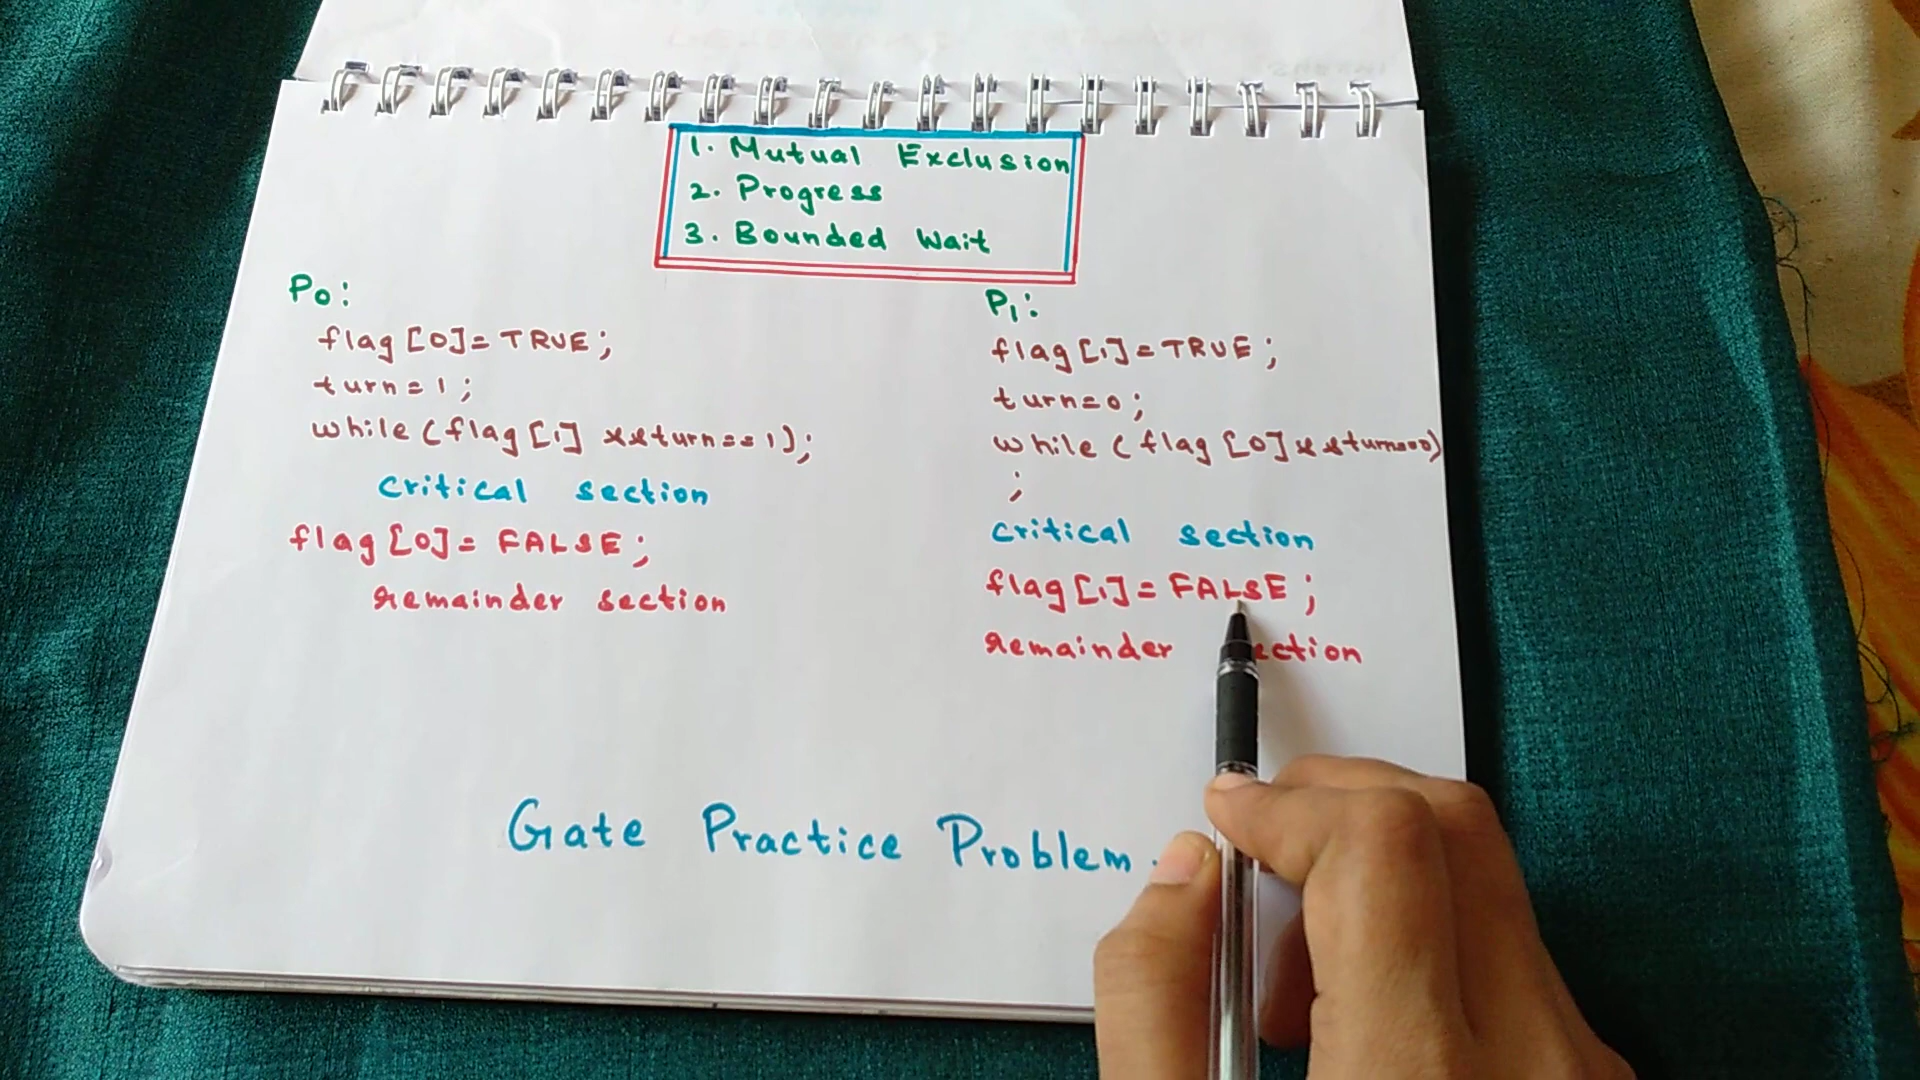 1. Mutual Exclusion
2. Progress
3. Bounded Wait
P0:
flag[0]=TRUE;
turn=1;
while(flag[1] &&turn==1);
critical section
flag[0]=FALSE;
remainder section
P1:
flag[1]=TRUE;
turn=0;
while(flag[0]&&turn==0)
;
critical section
flag[1]=FALSE;
remainder ection
Gate Practice Problem.